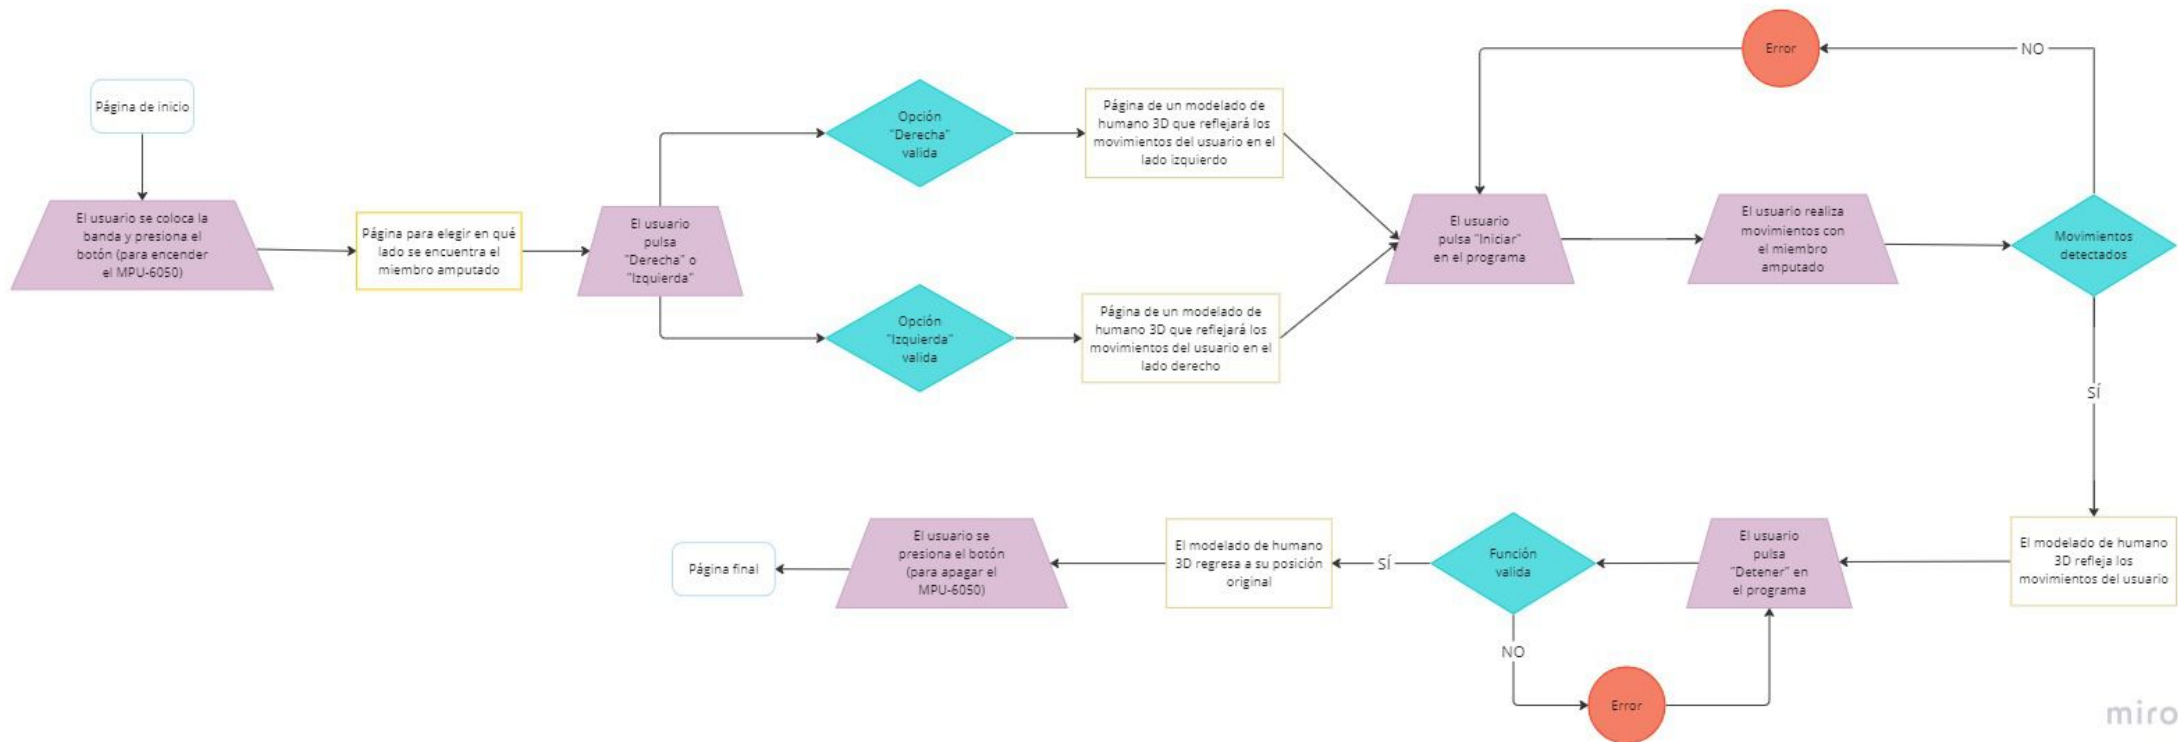 Página de inicio
El usuario se coloca la
banda y presiona el
botón (para encender
el MPU-6050)
Página para elegir en qué
lado se encuentra el
miembro amputado
El usuario
pulsa
"Derecha" o
"Izquierda"
Opción
"Derecha"
valida
Página de un modelado de
humano 3D que reflejará los
movimientos del usuario en el
lado izquierdo
Opción
"Izquierda"
valida
Página de un modelado de
humano 3D que reflejará los
movimientos del usuario en el
lado derecho
El usuario
pulsa "Iniciar"
en el programa
El usuario realiza
movimientos con
el miembro
amputado
Movimientos
detectados
NO
Error
SÍ
El modelado de humano
3D refleja los
movimientos del usuario
El usuario
pulsa
"Detener" en
el programa
Función
valida
NO
Error
SÍ
El modelado de humano
3D regresa a su posición
original
El usuario se
presiona el botón
(para apagar el
MPU-6050)
Página final
miro